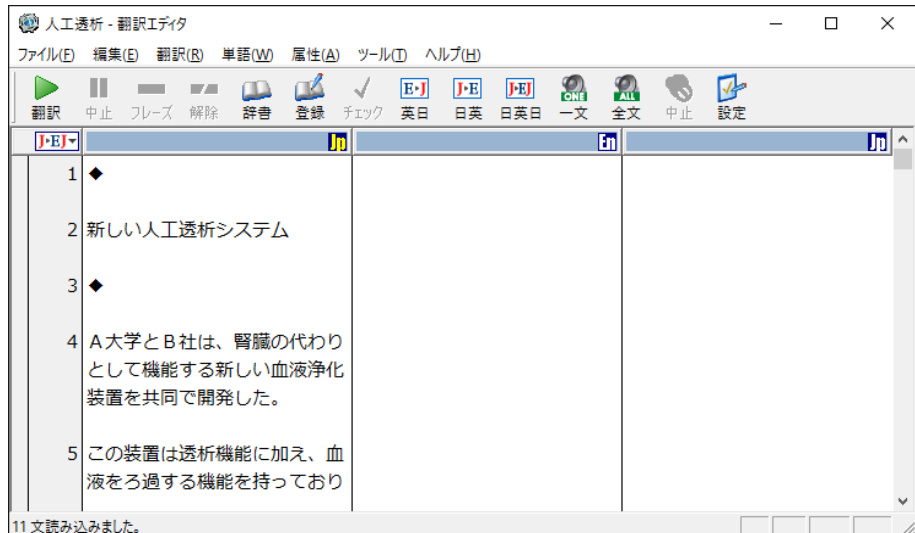 人工透析 - 翻訳エディタ
ファイル(F) 編集(E) 翻訳(R) 単語(W) 属性(A) ツール(T) ヘルプ(H)
E▸J J▸E J▸EJ ONE ALL
翻訳 中止 フレーズ 解除 辞書 登録 チェック 英日 日英 日英日 一文 全文 中止 設定
J▸EJ▾ Jp En Jp
1 ◆
2 新しい人工透析システム
3 ◆
4 A大学とB社は、腎臓の代わり
として機能する新しい血液浄化
装置を共同で開発した。
5 この装置は透析機能に加え、血
液をろ過する機能を持っており
11 文読み込みました。